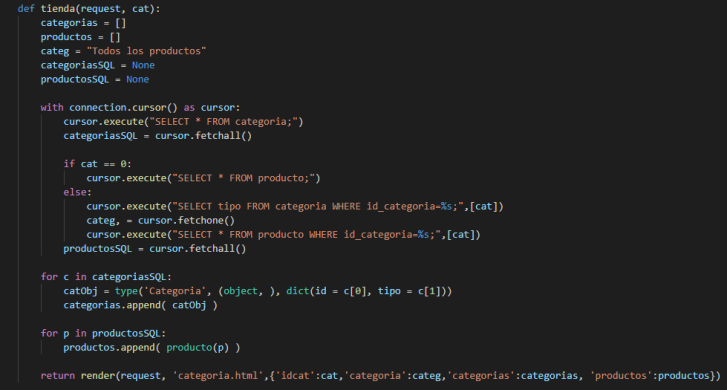 def tienda(request, cat):
    categorias = []
    productos = []
    categ = "Todos los productos"
    categoriasSQL = None
    productosSQL = None

    with connection.cursor() as cursor:
        cursor.execute("SELECT * FROM categoria;")
        categoriasSQL = cursor.fetchall()

        if cat == 0:
            cursor.execute("SELECT * FROM producto;")
        else:
            cursor.execute("SELECT tipo FROM categoria WHERE id_categoria=%s;",[cat])
            categ, = cursor.fetchone()
            cursor.execute("SELECT * FROM producto WHERE id_categoria=%s;",[cat])
        productosSQL = cursor.fetchall()

    for c in categoriasSQL:
        catObj = type('Categoria', (object, ), dict(id = c[0], tipo = c[1]))
        categorias.append( catObj )

    for p in productosSQL:
        productos.append( producto(p) )

    return render(request, 'categoria.html',{'idcat':cat,'categoria':categ,'categorias':categorias, 'productos':productos})